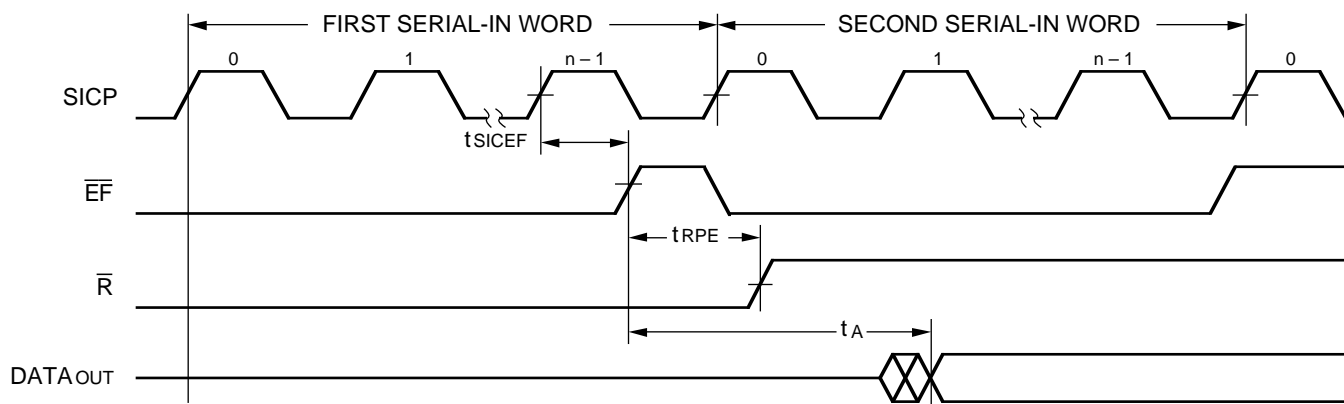 FIRST SERIAL-IN WORD SECOND SERIAL-IN WORD
0 1 n – 1 0 1 n – 1 0
SICP
tSICEF
E̅F̅
tRPE
R̅
tA
DATAOUT